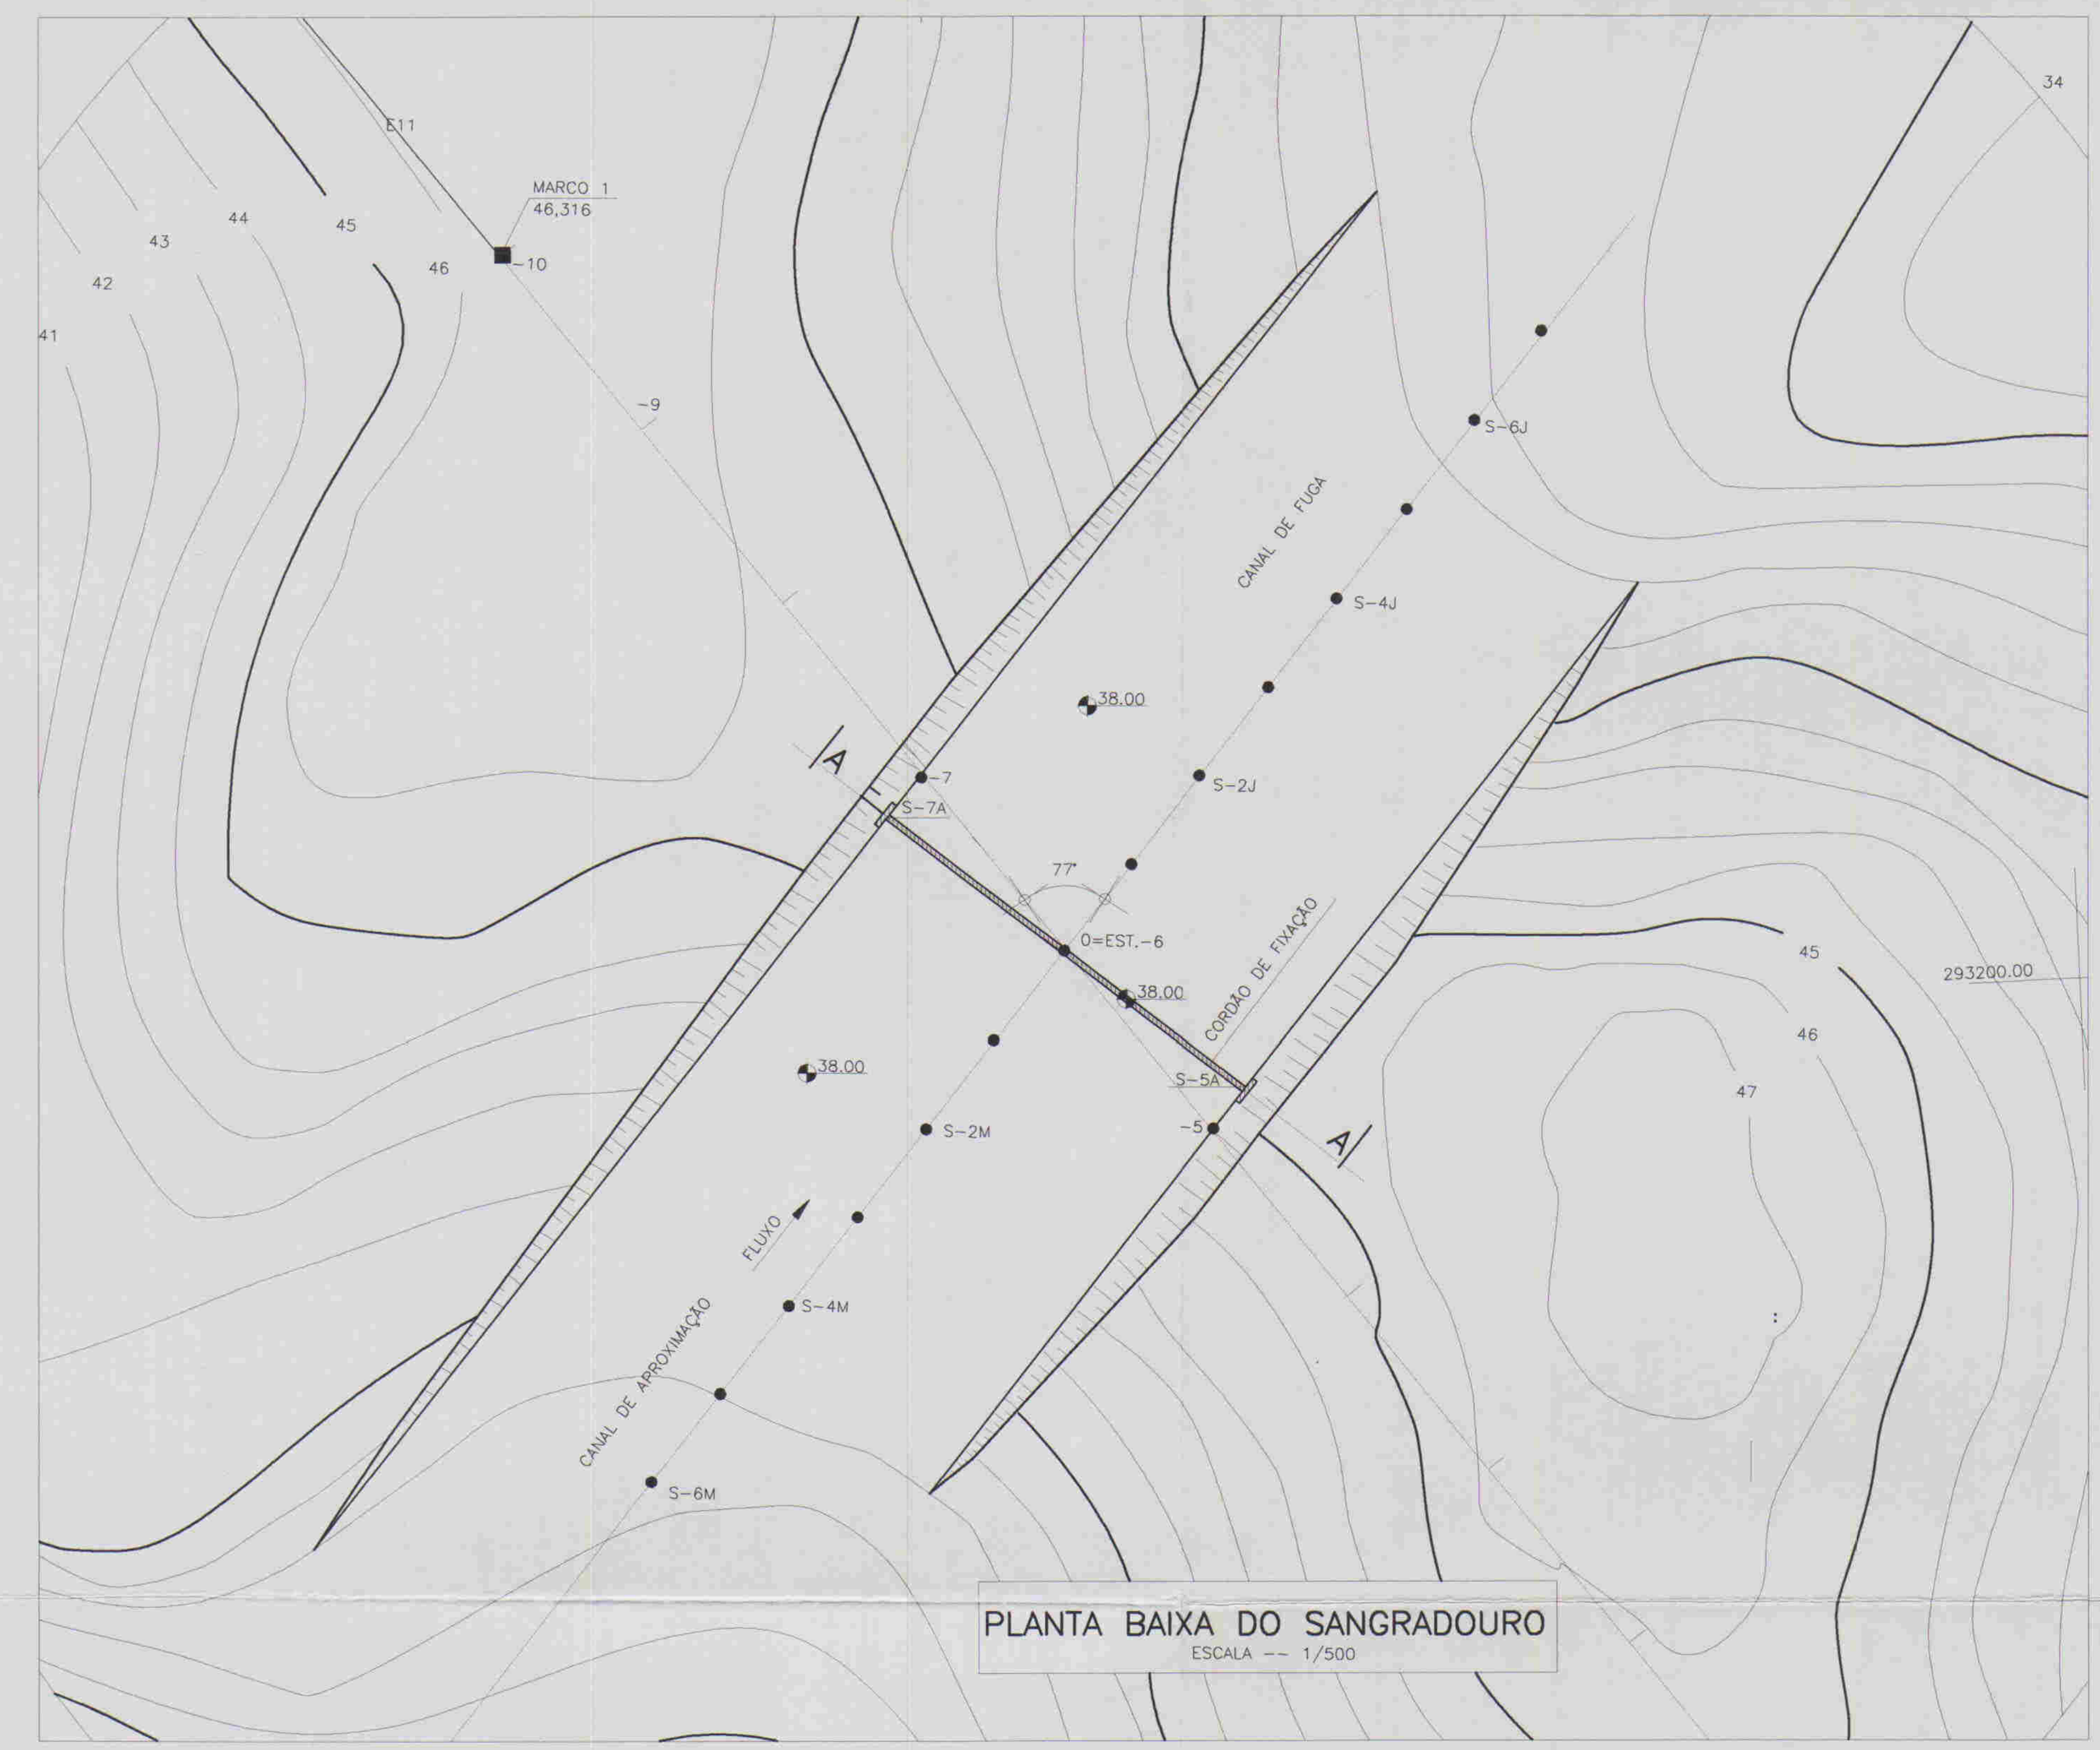 34
E11
MARCO 1
46,316
44
45
43
46
-10
42
41
-9
S-6J
CANAL DE FUGA
S-4J
38.00
A
-7
S-2J
S-7A
77°
0=EST.-6
45
293200.00
38.00
CORDÃO DE FIXAÇÃO
46
38.00
S-5A
47
-5
A
S-2M
FLUXO
S-4M
CANAL DE APROXIMAÇÃO
S-6M
PLANTA BAIXA DO SANGRADOURO
ESCALA -- 1/500